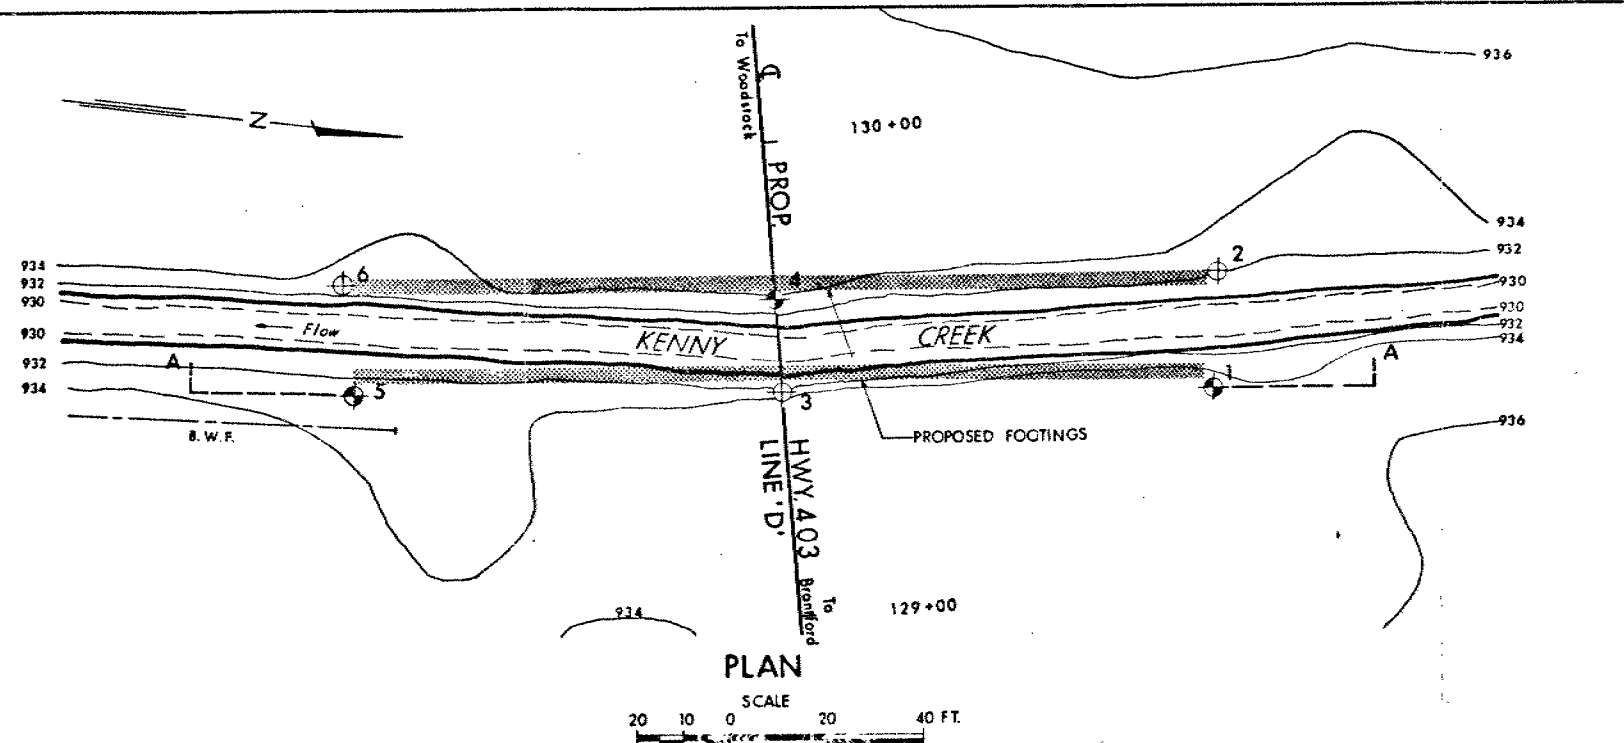 936
To Woodstock
℄
130+00
N
PROP.
934
2
932
934
6
4
932
930
930
930
Flow
KENNY CREEK
930
932
934
932
A
A
1
934
5
3
936
B.W.F.
PROPOSED FOOTINGS
HWY. 403
LINE 'D'
To Brantford
129+00
934
PLAN
SCALE
20 10 0 20 40 FT.